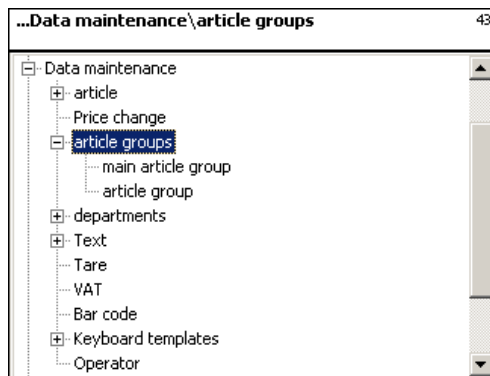 ...Data maintenance\article groups 43
Data maintenance
article
Price change
article groups
main article group
article group
departments
Text
Tare
VAT
Bar code
Keyboard templates
Operator